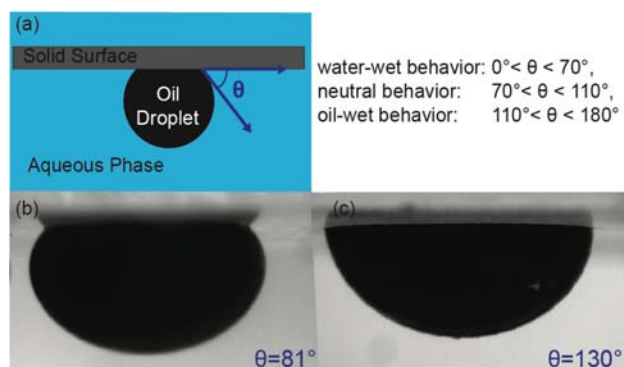 (a)
Solid Surface
θ
Oil
Droplet
Aqueous Phase
water-wet behavior: 0°< θ < 70°,
neutral behavior: 70°< θ < 110°,
oil-wet behavior: 110°< θ < 180°
(b)
θ=81°
(c)
θ=130°